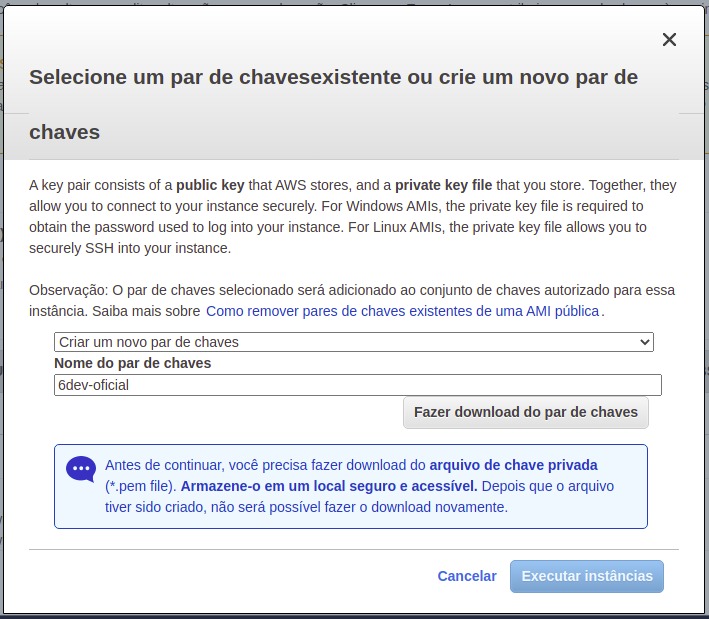 Selecione um par de chavesexistente ou crie um novo par de
chaves
A key pair consists of a public key that AWS stores, and a private key file that you store. Together, they
allow you to connect to your instance securely. For Windows AMIs, the private key file is required to
obtain the password used to log into your instance. For Linux AMIs, the private key file allows you to
securely SSH into your instance.
Observação: O par de chaves selecionado será adicionado ao conjunto de chaves autorizado para essa
instância. Saiba mais sobre Como remover pares de chaves existentes de uma AMI pública.
Criar um novo par de chaves
Nome do par de chaves
6dev-oficial
Fazer download do par de chaves
Antes de continuar, você precisa fazer download do arquivo de chave privada
(*.pem file). Armazene-o em um local seguro e acessível. Depois que o arquivo
tiver sido criado, não será possível fazer o download novamente.
Cancelar Executar instâncias